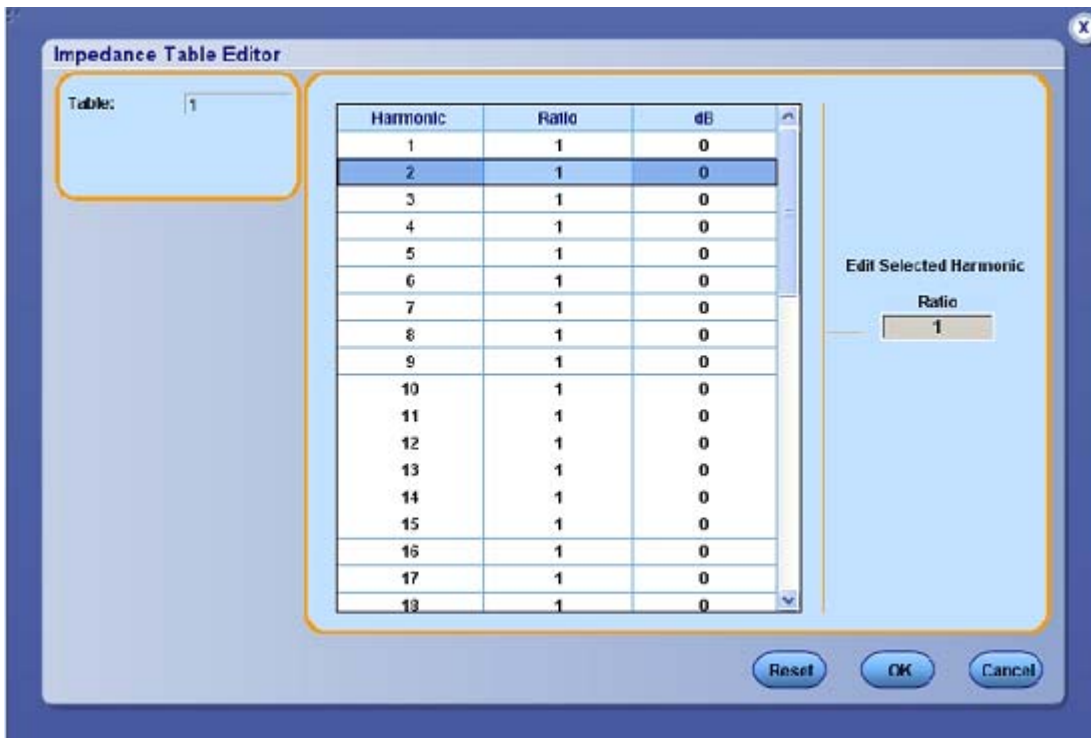 X
Impedance Table Editor
Table: 1
Harmonic Ratio dB
1 1 0
2 1 0
3 1 0
4 1 0
5 1 0
6 1 0
7 1 0
8 1 0
9 1 0
10 1 0
11 1 0
12 1 0
13 1 0
14 1 0
15 1 0
16 1 0
17 1 0
18 1 0
Edit Selected Harmonic
Ratio
1
Reset OK Cancel